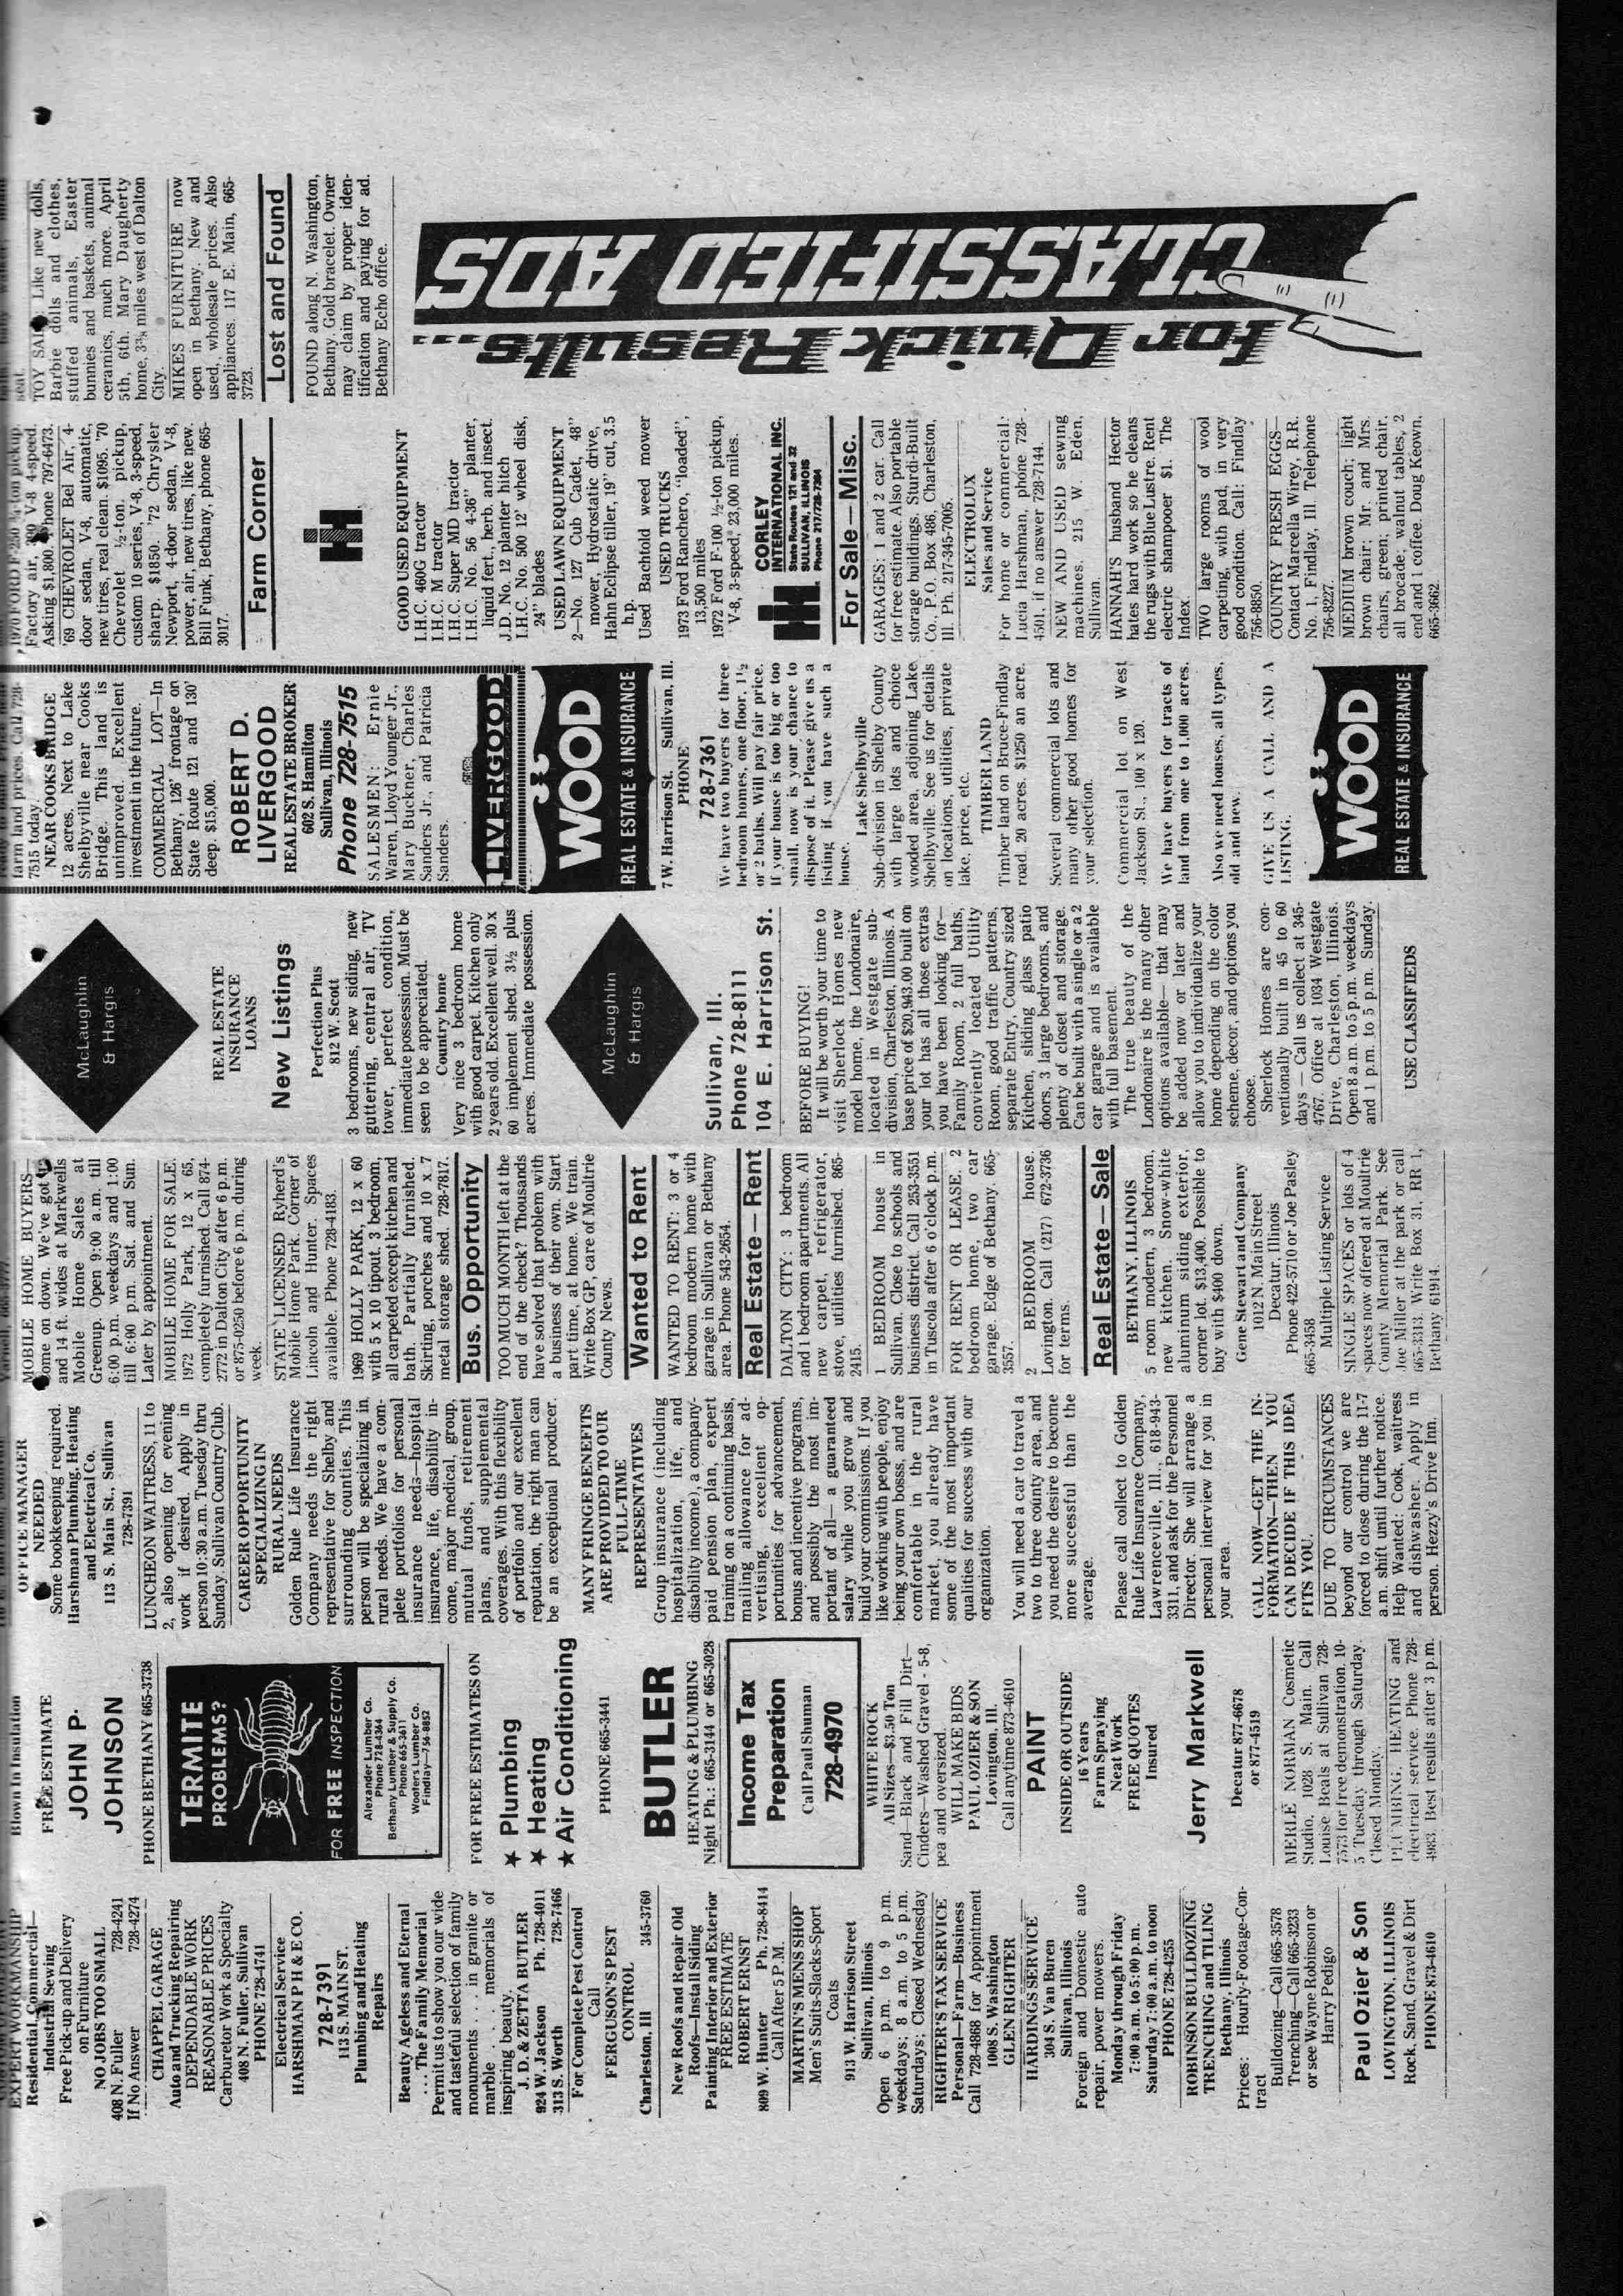 EXPERT WORKMANSHIP
Residential, Commercial—
Industrial Sewing
Free Pick-up and Delivery
on Furniture
NO JOBS TOO SMALL
408 N. Fuller 728-4241
If No Answer 728-4274
CHAPPEL GARAGE
Auto and Trucking Repairing
DEPENDABLE WORK
REASONABLE PRICES
Carburetor Work a Specialty
408 N. Fuller, Sullivan
PHONE 728-4741
Electrical Service
HARSHMAN P H & E CO.
728-7391
113 S. MAIN ST.
Plumbing and Heating
Repairs
Beauty Ageless and Eternal
. . . The Family Memorial
Permit us to show you our wide
and tasteful selection of family
monuments . . . in granite or
marble . . . memorials of
inspiring beauty.
J. D. & ZETTA BUTLER
924 W. Jackson Ph. 728-4011
313 S. Worth 728-7466
For Complete Pest Control
Call
FERGUSON'S PEST
CONTROL
Charleston, Ill 345-3760
New Roofs and Repair Old
Roofs—Install Siding
Painting Interior and Exterior
FREE ESTIMATE
ROBERT ERNST
809 W. Hunter Ph. 728-8414
Call After 5 P.M.
MARTIN'S MENS SHOP
Men's Suits-Slacks-Sport
Coats
913 W. Harrison Street
Sullivan, Illinois
Open 6 p.m. to 9 p.m.
weekdays; 8 a.m. to 5 p.m.
Saturdays; Closed Wednesday
RIGHTER'S TAX SERVICE
Personal—Farm—Business
Call 728-4868 for Appointment
1008 S. Washington
GLEN RIGHTER
HARDINGS SERVICE
304 S. Van Buren
Sullivan, Illinois
Foreign and Domestic auto
repair, power mowers.
Monday through Friday
7:00 a.m. to 5:00 p.m.
Saturday 7:00 a.m. to noon
PHONE 728-4255
ROBINSON BULLDOZING
TRENCHING and TILING
Bethany, Illinois
Prices: Hourly-Footage-Con-
tract
Bulldozing—Call 665-3578
Trenching—Call 665-3233
or see Wayne Robinson or
Harry Pedigo
Paul Ozier & Son
LOVINGTON, ILLINOIS
Rock, Sand, Gravel & Dirt
PHONE 873-4610
Blown In Insulation
FREE ESTIMATE
JOHN P.
JOHNSON
PHONE BETHANY 665-3738
TERMITE
PROBLEMS?
FOR FREE INSPECTION
Alexander Lumber Co.
Phone 728-4364
Bethany Lumber & Supply Co.
Phone 665-3611
Wooters Lumber Co.
Findlay—756-8852
FOR FREE ESTIMATES ON
★ Plumbing
★ Heating
★ Air Conditioning
PHONE 665-3441
BUTLER
HEATING & PLUMBING
Night Ph.: 665-3144 or 665-3028
Income Tax
Preparation
Call Paul Shuman
728-4970
WHITE ROCK
All Sizes—$3.50 Ton
Sand—Black and Fill Dirt—
Cinders—Washed Gravel - 5-8,
pea and oversized.
WILL MAKE BIDS
PAUL OZIER & SON
Lovington, Ill.
Call anytime 873-4610
PAINT
INSIDE OR OUTSIDE
16 Years
Farm Spraying
Neat Work
FREE QUOTES
Insured
Jerry Markwell
Decatur 877-6678
or 877-4519
MERLE NORMAN Cosmetic
Studio, 1028 S. Main. Call
Louise Beals at Sullivan 728-
7573 for free demonstration. 10-
5 Tuesday through Saturday.
Closed Monday.
PLUMBING, HEATING and
electrical service. Phone 728-
4983. Best results after 3 p.m.
OFFICE MANAGER
NEEDED
Some bookkeeping required.
Harshman Plumbing, Heating
and Electrical Co.
113 S. Main St., Sullivan
728-7391
LUNCHEON WAITRESS, 11 to
2, also opening for evening
work if desired. Apply in
person 10:30 a.m. Tuesday thru
Sunday. Sullivan Country Club.
CAREER OPPORTUNITY
SPECIALIZING IN
RURAL NEEDS
Golden Rule Life Insurance
Company needs the right
representative for Shelby and
surrounding counties. This
person will be specializing in
rural needs. We have a com-
plete portfolios for personal
insurance needs—hospital
insurance, life, disability in-
come, major medical, group,
mutual funds, retirement
plans, and supplemental
coverages. With this flexibility
of portfolio and our excellent
reputation, the right man can
be an exceptional producer.
MANY FRINGE BENEFITS
ARE PROVIDED TO OUR
FULL-TIME
REPRESENTATIVES
Group insurance (including
hospitalization, life, and
disability income), a company-
paid pension plan, expert
training on a continuing basis,
mailing allowance for ad-
vertising, excellent op-
portunities for advancement,
bonus and incentive programs,
and possibly the most im-
portant of all— a guaranteed
salary while you grow and
build your commissions. If you
like working with people, enjoy
being your own bosss, and are
comfortable in the rural
market, you already have
some of the most important
qualities for success with our
organization.
You will need a car to travel a
two to three county area, and
you need the desire to become
more successful than the
average.
Please call collect to Golden
Rule Life Insurance Company,
Lawrenceville, Ill., 618-943-
3311, and ask for the Personnel
Director. She will arrange a
personal interview for you in
your area.
CALL NOW—GET THE IN-
FORMATION—THEN YOU
CAN DECIDE IF THIS IDEA
FITS YOU.
DUE TO CIRCUMSTANCES
beyond our control we are
forced to close during the 11-7
a.m. shift until further notice.
Help Wanted: Cook, waitress
and dishwasher. Apply in
person. Hezzy's Drive Inn.
MOBILE HOME BUYERS—
Come on down. We've got
and 14 ft. wides at Markwells
Mobile Home Sales at
Greenup. Open 9:00 a.m. till
6:00 p.m. weekdays and 1:00
till 6:00 p.m. Sat. and Sun.
Later by appointment.
MOBILE HOME FOR SALE.
1972 Holly Park, 12 x 65,
completely furnished. Call 874-
2772 in Dalton City after 6 p.m.
or 875-0250 before 6 p.m. during
week.
STATE LICENSED Ryherd's
Mobile Home Park. Corner of
Lincoln and Hunter. Spaces
available. Phone 728-4183.
1969 HOLLY PARK, 12 x 60
with 5 x 10 tipout. 3 bedroom,
all carpeted except kitchen and
bath. Partially furnished.
Skirting, porches and 10 x 7
metal storage shed. 728-7817.
Bus. Opportunity
TOO MUCH MONTH left at the
end of the check? Thousands
have solved that problem with
a business of their own. Start
part time, at home. We train.
Write Box GP, care of Moultrie
County News.
Wanted to Rent
WANTED TO RENT: 3 or 4
bedroom modern home with
garage in Sullivan or Bethany
area. Phone 543-2654.
Real Estate—Rent
DALTON CITY: 3 bedroom
and 1 bedroom apartments. All
new carpet, refrigerator,
stove, utilities furnished. 865-
2415.
1 BEDROOM house in
Sullivan. Close to schools and
business district. Call 253-3551
in Tuscola after 6 o'clock p.m.
FOR RENT OR LEASE. 2
bedroom home, two car
garage. Edge of Bethany. 665-
3557.
2 BEDROOM house.
Lovington. Call (217) 672-3736
for terms.
Real Estate—Sale
BETHANY, ILLINOIS
5 room modern, 3 bedroom,
new kitchen. Snow-white
aluminum siding exterior,
corner lot. $13,400. Possible to
buy with $400 down.
Gene Stewart and Company
1012 N. Main Street
Decatur, Illinois
Phone 422-5710 or Joe Pasley
665-3458
Multiple Listing Service
SINGLE SPACES or lots of 4
spaces now offered at Moultrie
County Memorial Park. See
Joe Miller at the park or call
665-3313. Write Box 31, RR 1,
Bethany 61914.
McLaughlin
& Hargis
REAL ESTATE
INSURANCE
LOANS
New Listings
Perfection Plus
812 W. Scott
3 bedrooms, new siding, new
guttering, central air, TV
tower, perfect condition,
immediate possession. Must be
seen to be appreciated.
Country home
Very nice 3 bedroom home
with good carpet. Kitchen only
2 years old. Excellent well. 30 x
60 implement shed. 3½ plus
acres. Immediate possession.
McLaughlin
& Hargis
Sullivan, Ill.
Phone 728-8111
104 E. Harrison St.
BEFORE BUYING!
It will be worth your time to
visit Sherlock Homes new
model home, the Londonaire,
located in Westgate sub-
division, Charleston, Illinois. A
base price of $20,943.00 built on
your lot has all those extras
you have been looking for—
Family Room, 2 full baths,
conviently located Utility
Room, good traffic patterns,
separate Entry, Country sized
Kitchen, sliding glass patio
doors, 3 large bedrooms, and
plenty of closet and storage.
Can be built with a single or a 2
car garage and is available
with full basement.
The true beauty of the
Londonaire is the many other
options available— that may
be added now or later and
allow you to individualize your
home depending on the color
scheme, decor, and options you
choose.
Sherlock Homes are con-
ventionally built in 45 to 60
days — Call us collect at 345-
4767. Office at 1034 Westgate
Drive, Charleston, Illinois.
Open 8 a.m. to 5 p.m. weekdays
and 1 p.m. to 5 p.m. Sunday.
USE CLASSIFIEDS
farm land prices. Call 728-
7515 today.
NEAR COOKS BRIDGE
12 acres. Next to Lake
Shelbyville near Cooks
Bridge. This land is
unimproved. Excellent
investment in the future.
COMMERCIAL LOT—In
Bethany, 126' frontage on
State Route 121 and 130'
deep. $15,000.
ROBERT D.
LIVERGOOD
REAL ESTATE BROKER
602 S. Hamilton
Sullivan, Illinois
Phone 728-7515
SALESMEN: Ernie
Waren, Lloyd Younger Jr.,
Mary Buckner, Charles
Sanders Jr., and Patricia
Sanders.
LIVERGOOD
WOOD
REAL ESTATE & INSURANCE
7 W. Harrison St. Sullivan, Ill.
PHONE
728-7361
We have two buyers for three
bedroom homes, one floor, 1½
or 2 baths. Will pay fair price.
If your house is too big or too
small, now is your chance to
dispose of it. Please give us a
listing if you have such a
house.
Lake Shelbyville
Sub-division in Shelby County
with large lots and choice
wooded area, adjoining Lake
Shelbyville. See us for details
on locations, utilities, private
lake, price, etc.
TIMBER LAND
Timber land on Bruce-Findlay
road. 20 acres. $1250 an acre.
Several commercial lots and
many other good homes for
your selection.
Commercial lot on West
Jackson St., 100 x 120.
We have buyers for tracts of
land from one to 1,000 acres.
Also we need houses, all types,
old and new.
GIVE US A CALL AND A
LISTING.
WOOD
REAL ESTATE & INSURANCE
1970 FORD F-250 ¾-ton pickup.
Factory air, 390 V-8 4-speed.
Asking $1,800. Phone 797-6473.
'69 CHEVROLET Bel Air, 4-
door sedan, V-8, automatic,
new tires, real clean. $1095. '70
Chevrolet ½-ton. pickup,
custom 10 series, V-8, 3-speed,
sharp. $1850. '72 Chrysler
Newport, 4-door sedan, V-8,
power, air, new tires, like new.
Bill Funk, Bethany, phone 665-
3017.
Farm Corner
GOOD USED EQUIPMENT
I.H.C. 460G tractor
I.H.C. M tractor
I.H.C. Super MD tractor
I.H.C. No. 56 4-36" planter,
liquid fert., herb. and insect.
J.D. No. 12 planter hitch
I.H.C. No. 500 12' wheel disk,
24" blades
USED LAWN EQUIPMENT
2—No. 127 Cub Cadet, 48"
mower, Hydrostatic drive,
Hahn Eclipse tiller, 19" cut, 3.5
h.p.
Used Bachtold weed mower
USED TRUCKS
1973 Ford Ranchero, "loaded",
13,500 miles
1972 Ford F-100 ½-ton pickup,
V-8, 3-speed, 23,000 miles.
CORLEY
INTERNATIONAL INC.
State Routes 121 and 32
SULLIVAN, ILLINOIS
Phone 217/728-7384
For Sale—Misc.
GARAGES: 1 and 2 car. Call
for free estimate. Also portable
storage buildings. Sturdi-Built
Co., P.O. Box 486, Charleston,
Ill. Ph. 217-345-7005.
ELECTROLUX
Sales and Service
For home or commercial:
Lucia Harshman, phone 728-
4501, if no answer 728-7144.
NEW AND USED sewing
machines. 215 W. Eden,
Sullivan.
HANNAH'S husband Hector
hates hard work so he cleans
the rugs with Blue Lustre. Rent
electric shampooer $1. The
Index
TWO large rooms of wool
carpeting, with pad, in very
good condition. Call: Findlay
756-8850.
COUNTRY FRESH EGGS—
Contact Marcella Wirey, R.R.
No. 1, Findlay, Ill. Telephone
756-8227.
MEDIUM brown couch; light
brown chair; Mr. and Mrs.
chairs, green; printed chair,
all brocade; walnut tables, 2
end and 1 coffee. Doug Keown.
665-3662.
seat.
TOY SALE. Like new dolls,
Barbie dolls and clothes,
stuffed animals, Easter
bunnies and baskets, animal
ceramics, much more. April
5th, 6th. Mary Daugherty
home, 3¾ miles west of Dalton
City.
MIKES FURNITURE now
open in Bethany. New and
used, wholesale prices. Also
appliances. 117 E. Main, 665-
3723.
Lost and Found
FOUND along N. Washington,
Bethany. Gold bracelet. Owner
may claim by proper iden-
tification and paying for ad.
Bethany Echo office.
for Quick Results...
CLASSIFIED ADS